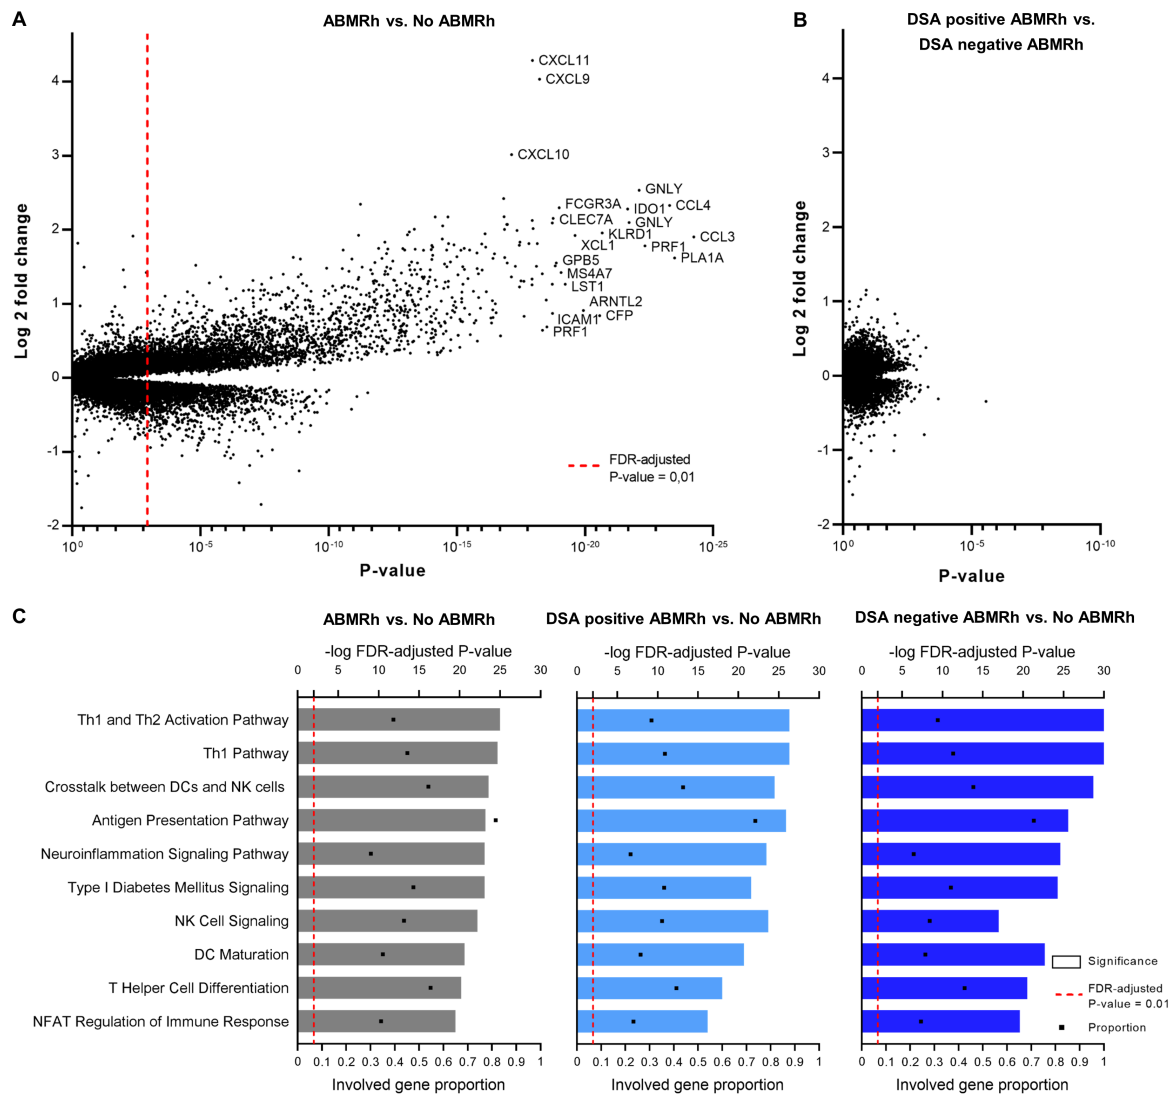 A
ABMRh vs. No ABMRh
Log 2 fold change
4
3
2
1
0
-1
-2
CXCL11
CXCL9
CXCL10
GNLY
FCGR3A
IDO1
CCL4
CLEC7A
GNLY
KLRD1
CCL3
XCL1
PRF1
GPB5
PLA1A
MS4A7
LST1
ARNTL2
ICAM1
CFP
PRF1
FDR-adjusted
P-value = 0,01
10⁰ 10⁻⁵ 10⁻¹⁰ 10⁻¹⁵ 10⁻²⁰ 10⁻²⁵
P-value
B
DSA positive ABMRh vs.
DSA negative ABMRh
Log 2 fold change
4
3
2
1
0
-1
-2
10⁰ 10⁻⁵ 10⁻¹⁰
P-value
C
ABMRh vs. No ABMRh
-log FDR-adjusted P-value
0 5 10 15 20 25 30
Th1 and Th2 Activation Pathway
Th1 Pathway
Crosstalk between DCs and NK cells
Antigen Presentation Pathway
Neuroinflammation Signaling Pathway
Type I Diabetes Mellitus Signaling
NK Cell Signaling
DC Maturation
T Helper Cell Differentiation
NFAT Regulation of Immune Response
0 0.1 0.2 0.3 0.4 0.5 0.6 0.7 0.8 0.9 1
Involved gene proportion
DSA positive ABMRh vs. No ABMRh
-log FDR-adjusted P-value
0 5 10 15 20 25 30
0 0.1 0.2 0.3 0.4 0.5 0.6 0.7 0.8 0.9 1
Involved gene proportion
DSA negative ABMRh vs. No ABMRh
-log FDR-adjusted P-value
0 5 10 15 20 25 30
Significance
FDR-adjusted
P-value = 0.01
Proportion
0 0.1 0.2 0.3 0.4 0.5 0.6 0.7 0.8 0.9 1
Involved gene proportion